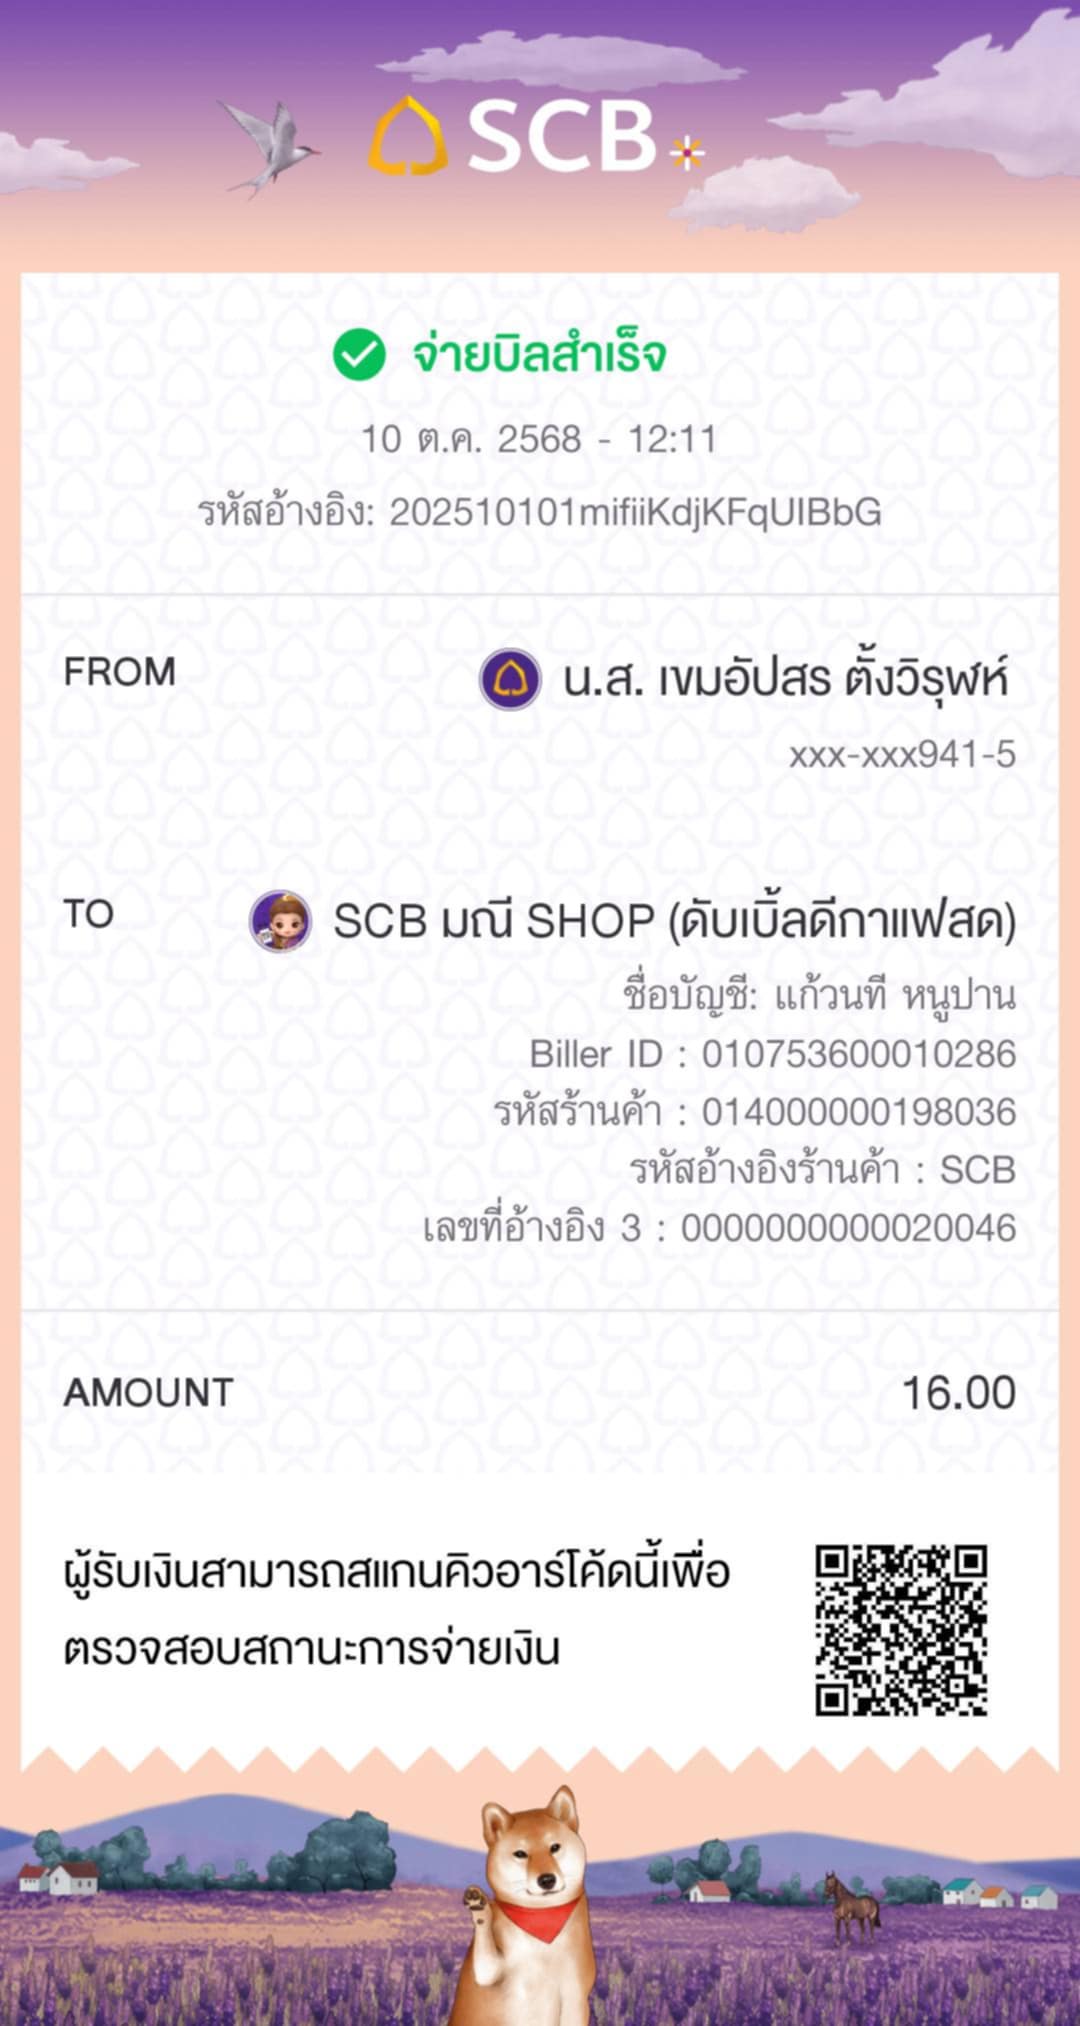 SCB
จ่ายบิลสำเร็จ
10 ต.ค. 2568 - 12:11
รหัสอ้างอิง: 202510101mifiiKdjKFqUIBbG
FROM
น.ส. เขมอัปสร ตั้งวิรุฬห์
xxx-xxx941-5
TO
SCB มณี SHOP (ดับเบิ้ลดีกาแฟสด)
ชื่อบัญชี: แก้วนที หนูปาน
Biller ID : 010753600010286
รหัสร้านค้า : 014000000198036
รหัสอ้างอิงร้านค้า : SCB
เลขที่อ้างอิง 3 : 0000000000020046
AMOUNT
16.00
ผู้รับเงินสามารถสแกนคิวอาร์โค้ดนี้เพื่อ
ตรวจสอบสถานะการจ่ายเงิน